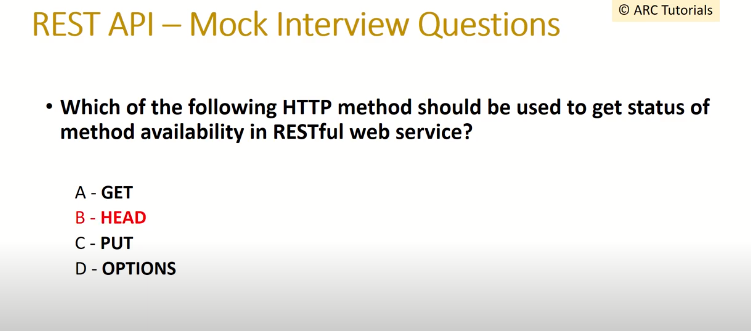 REST API – Mock Interview Questions
© ARC Tutorials
• Which of the following HTTP method should be used to get status of
method availability in RESTful web service?
A - GET
B - HEAD
C - PUT
D - OPTIONS